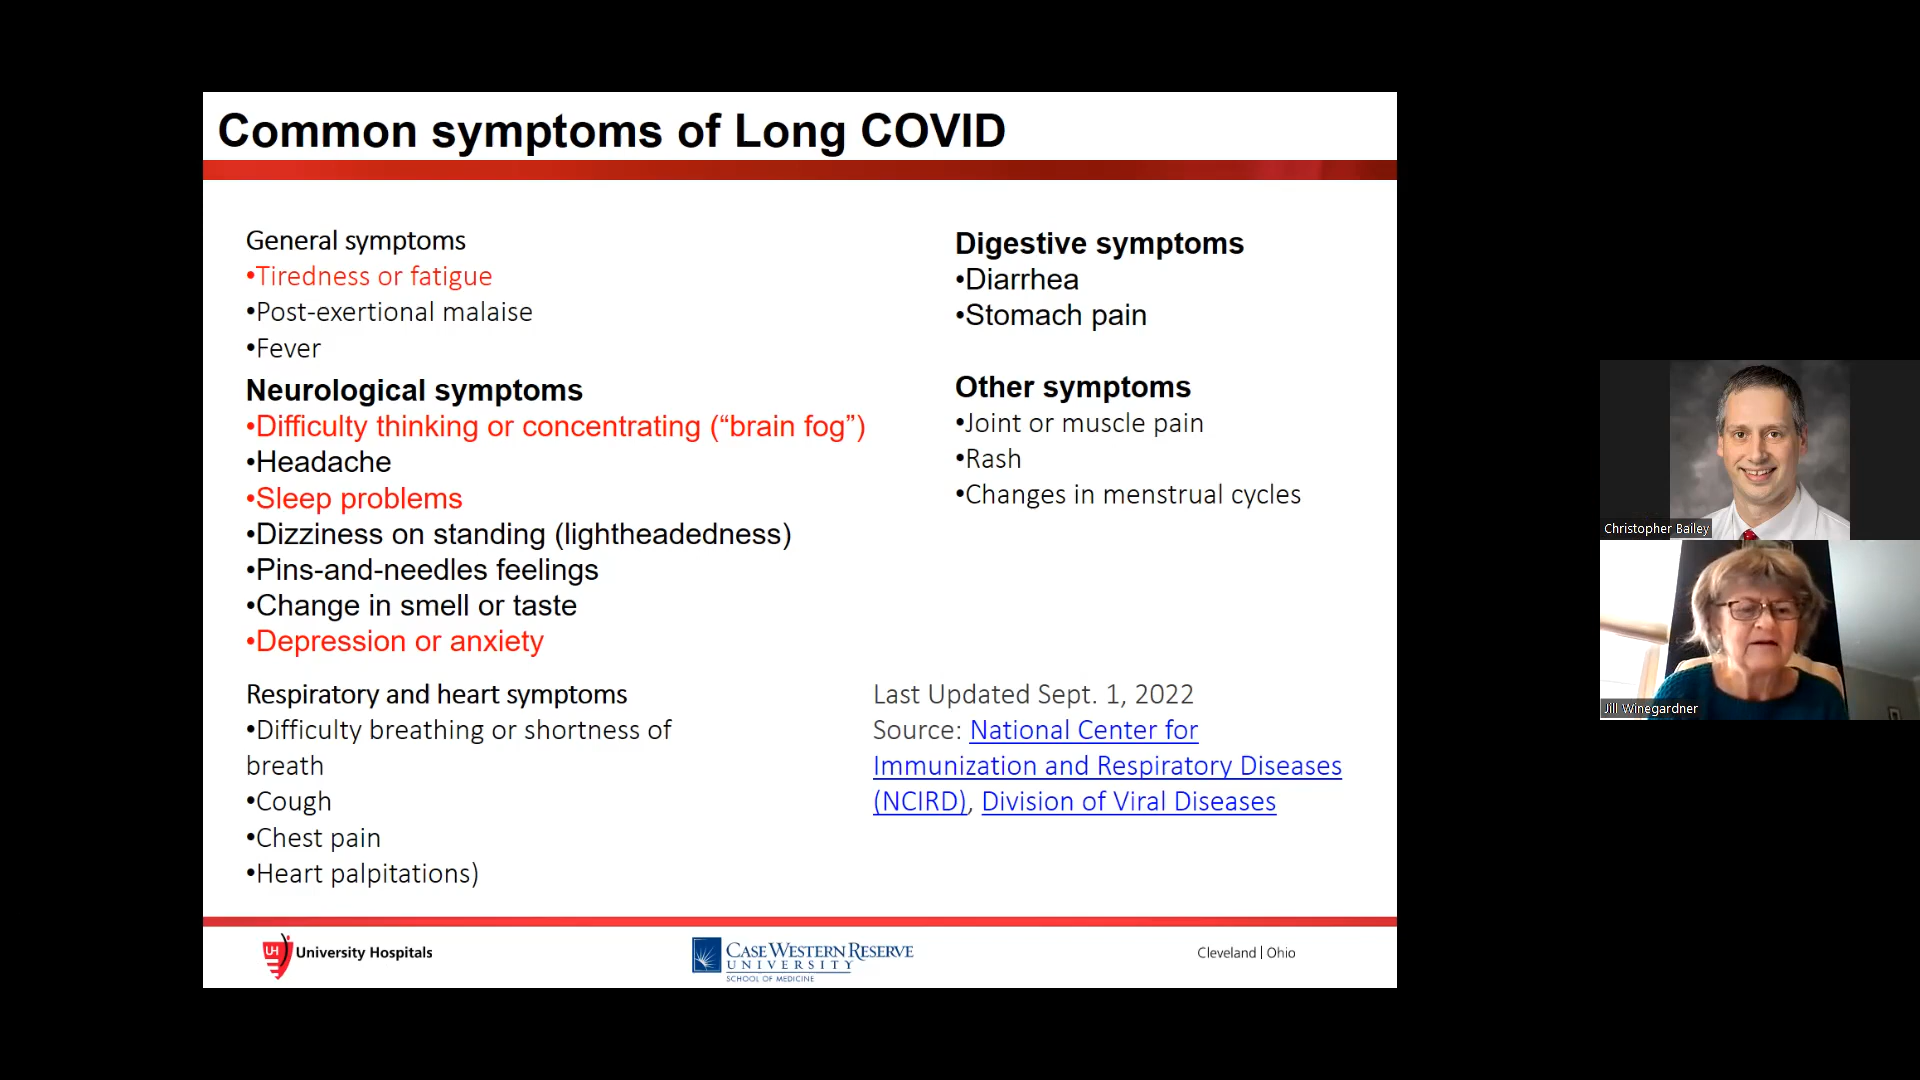 Common symptoms of Long COVID
General symptoms
•Tiredness or fatigue
•Post-exertional malaise
•Fever
Neurological symptoms
•Difficulty thinking or concentrating (“brain fog”)
•Headache
•Sleep problems
•Dizziness on standing (lightheadedness)
•Pins-and-needles feelings
•Change in smell or taste
•Depression or anxiety
Respiratory and heart symptoms
•Difficulty breathing or shortness of
breath
•Cough
•Chest pain
•Heart palpitations)
Digestive symptoms
•Diarrhea
•Stomach pain
Other symptoms
•Joint or muscle pain
•Rash
•Changes in menstrual cycles
Last Updated Sept. 1, 2022
Source: National Center for
Immunization and Respiratory Diseases
(NCIRD), Division of Viral Diseases
UH University Hospitals
CASE WESTERN RESERVE
UNIVERSITY
SCHOOL OF MEDICINE
Cleveland | Ohio
Christopher Bailey
Jill Winegardner